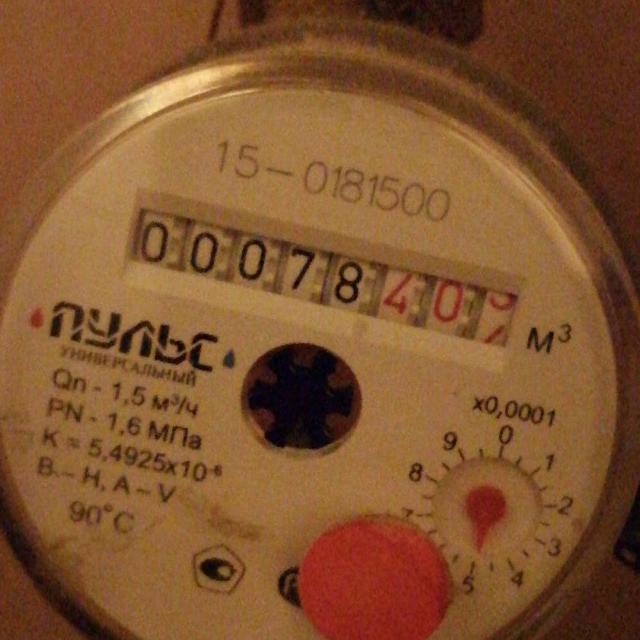 15-0181500
0007840
М³
ПУЛЬС
УНИВЕРСАЛЬНЫЙ
Qn - 1,5 м³/ч
PN - 1,6 МПа
K = 5,4925x10⁻⁶
B - H, A - V
90°C
x0,0001
0
1
2
3
4
5
7
8
9